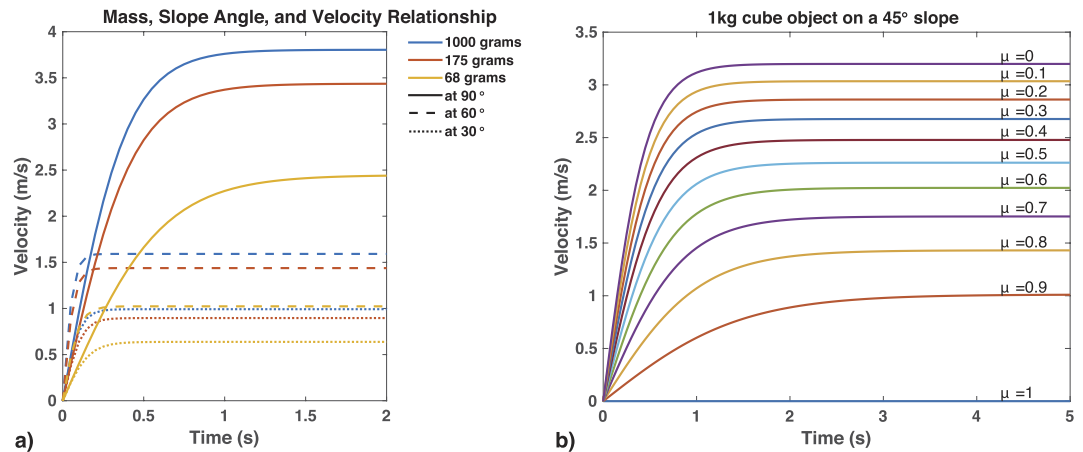 Mass, Slope Angle, and Velocity Relationship
4
3.5
3
2.5
2
1.5
1
0.5
0
Velocity (m/s)
0
0.5
1
1.5
2
Time (s)
1000 grams
175 grams
68 grams
at 90 °
at 60 °
at 30 °
a)
1kg cube object on a 45° slope
3.5
3
2.5
2
1.5
1
0.5
0
Velocity (m/s)
μ =0
μ =0.1
μ =0.2
μ =0.3
μ =0.4
μ =0.5
μ =0.6
μ =0.7
μ =0.8
μ =0.9
μ =1
0
1
2
3
4
5
Time (s)
b)